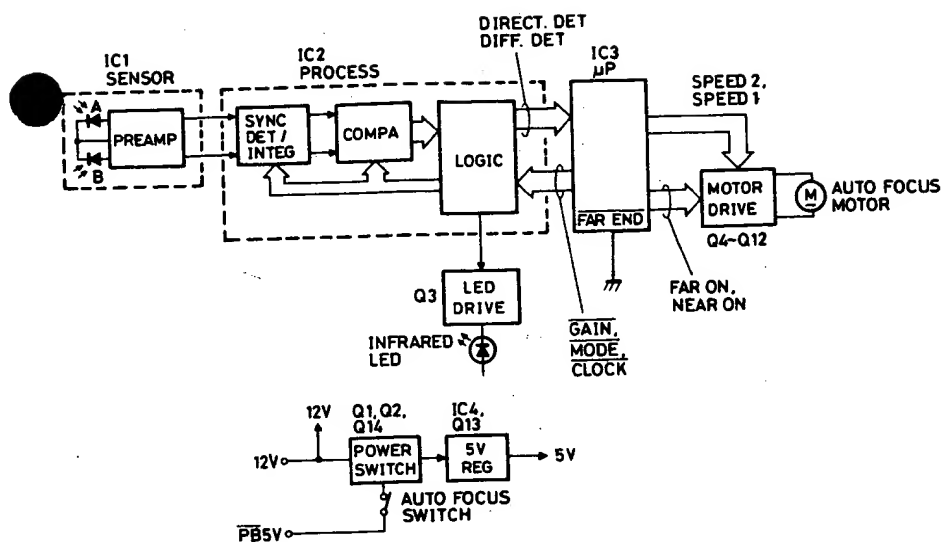 DIRECT. DET
DIFF. DET
IC1
SENSOR
IC2
PROCESS
IC3
µP
SPEED 2,
SPEED 1
A
B
PREAMP
SYNC
DET /
INTEG
COMPA
LOGIC
FAR END
MOTOR
DRIVE
Q4~Q12
M
AUTO FOCUS
MOTOR
Q3
LED
DRIVE
FAR ON,
NEAR ON
INFRARED
LED
GAIN,
MODE,
CLOCK
12V
12V
Q1, Q2,
Q14
POWER
SWITCH
IC4,
Q13
5V
REG
5V
AUTO FOCUS
SWITCH
PB5V